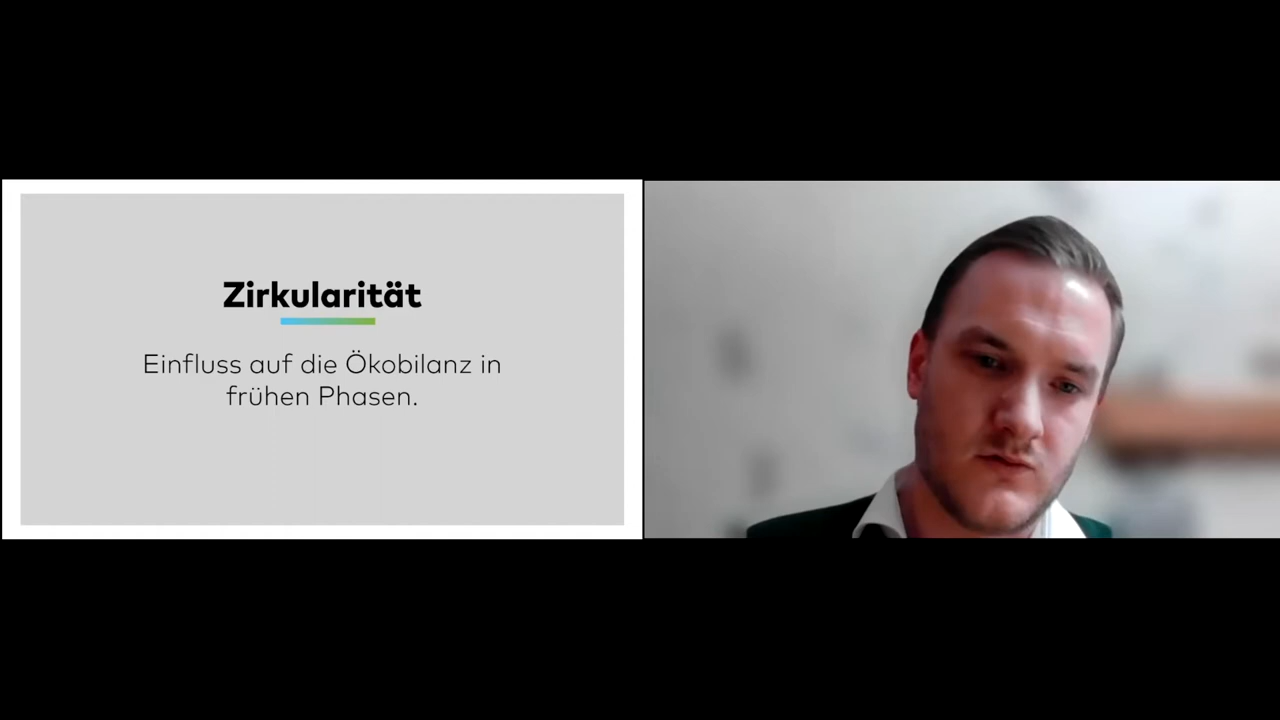 Zirkularität
Einfluss auf die Ökobilanz in
frühen Phasen.